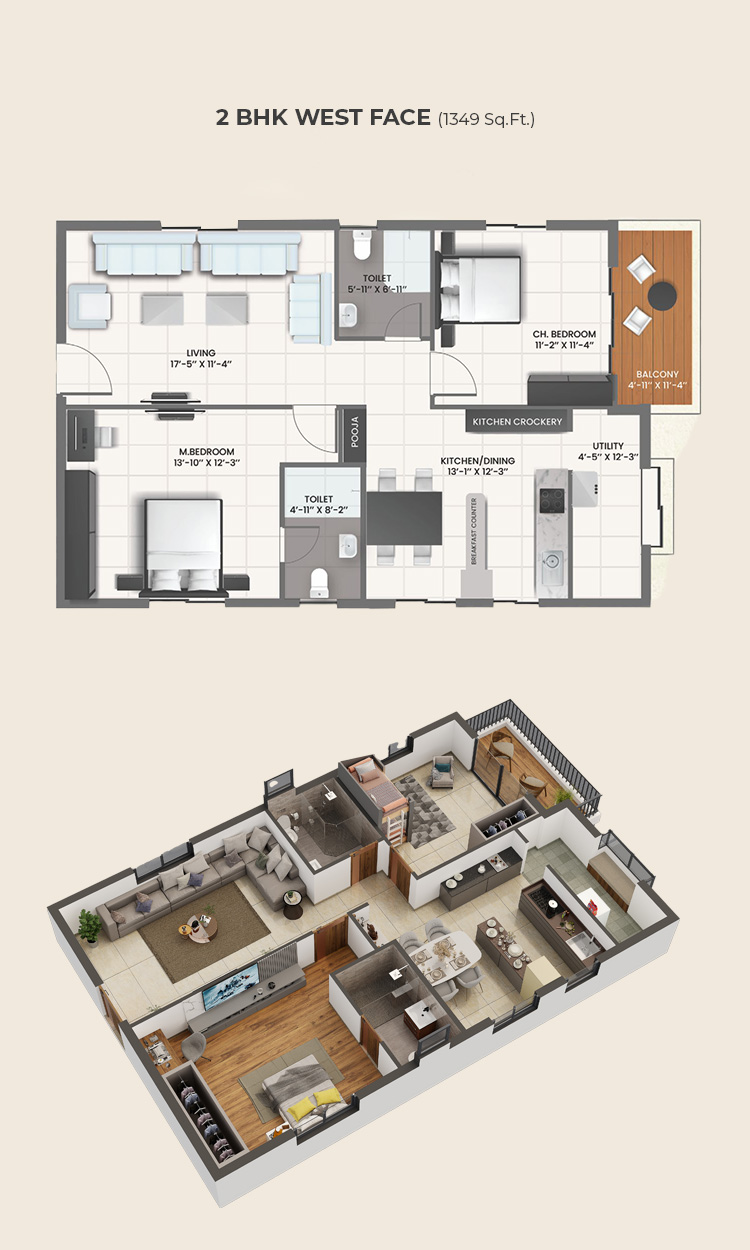 2 BHK WEST FACE (1349 Sq.Ft.)
TOILET
5'-11" X 6'-11"
CH. BEDROOM
11'-2" X 11'-4"
LIVING
17'-5" X 11'-4"
BALCONY
4'-11" X 11'-4"
POOJA
KITCHEN CROCKERY
M.BEDROOM
13'-10" X 12'-3"
KITCHEN/DINING
13'-1" X 12'-3"
UTILITY
4'-5" X 12'-3"
TOILET
4'-11" X 8'-2"
BREAKFAST COUNTER